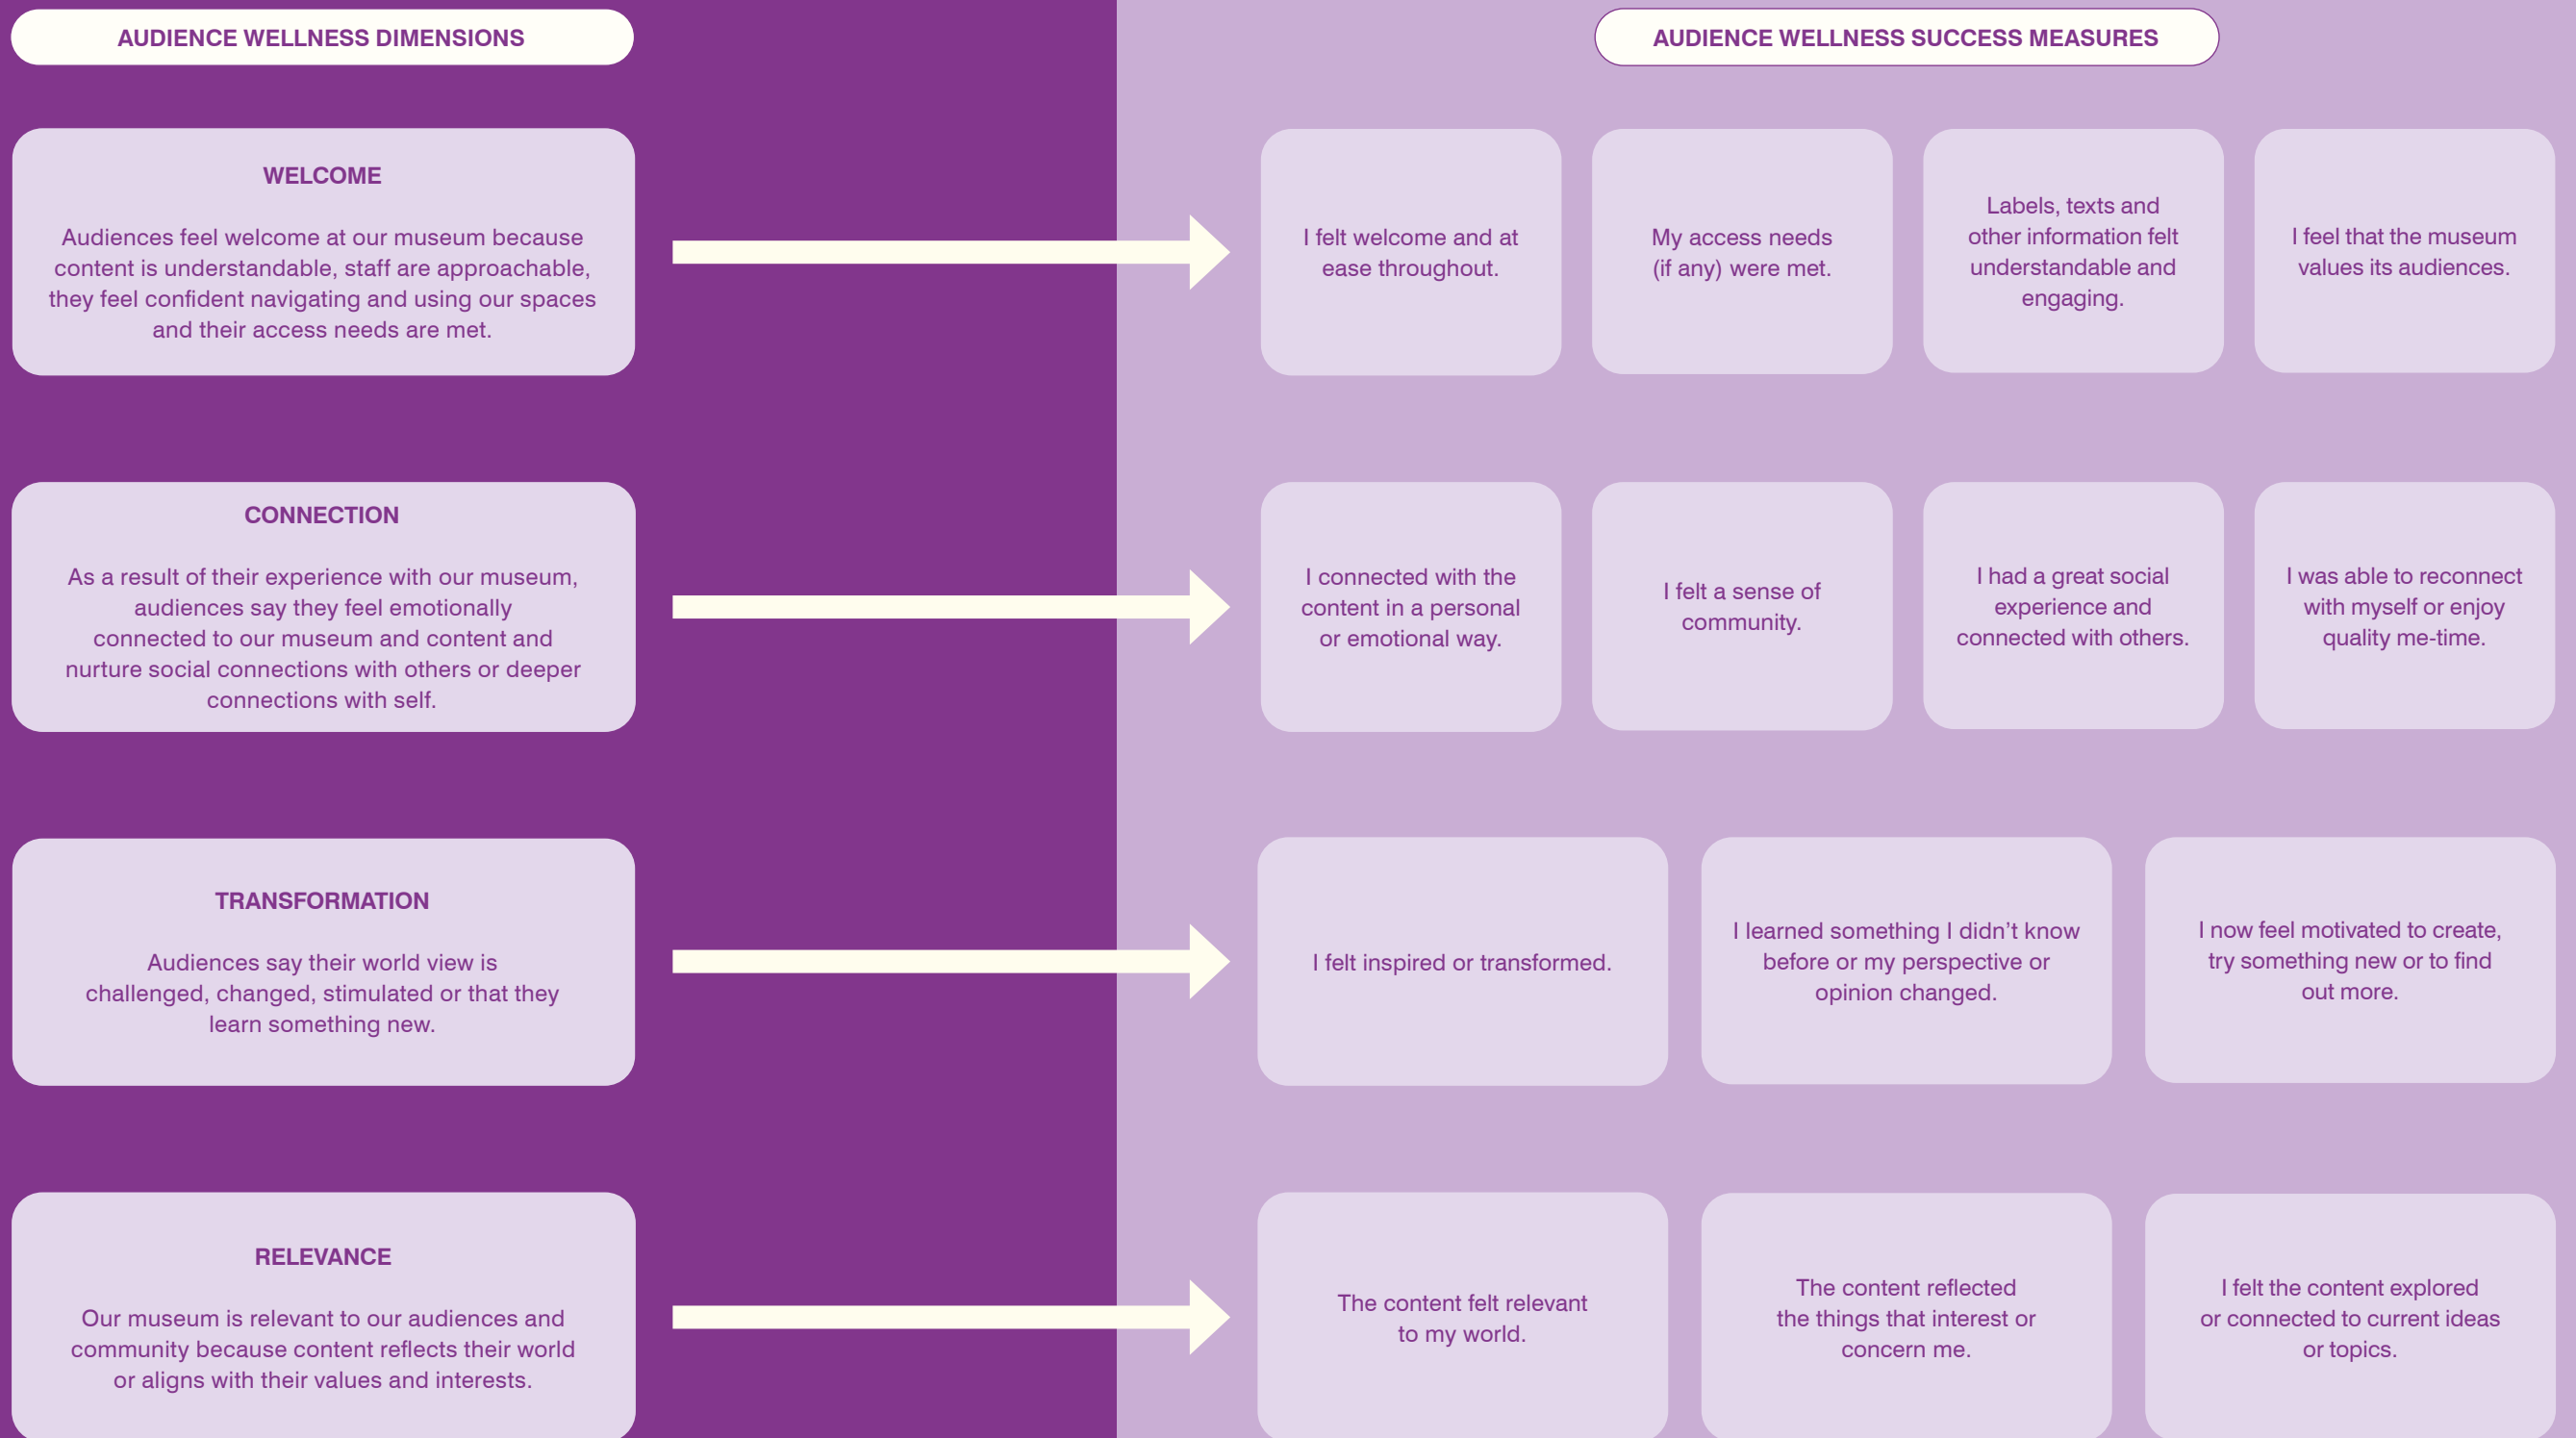 AUDIENCE WELLNESS DIMENSIONS
AUDIENCE WELLNESS SUCCESS MEASURES
WELCOME
Audiences feel welcome at our museum because
content is understandable, staff are approachable,
they feel confident navigating and using our spaces
and their access needs are met.
I felt welcome and at
ease throughout.
My access needs
(if any) were met.
Labels, texts and
other information felt
understandable and
engaging.
I feel that the museum
values its audiences.
CONNECTION
As a result of their experience with our museum,
audiences say they feel emotionally
connected to our museum and content and
nurture social connections with others or deeper
connections with self.
I connected with the
content in a personal
or emotional way.
I felt a sense of
community.
I had a great social
experience and
connected with others.
I was able to reconnect
with myself or enjoy
quality me-time.
TRANSFORMATION
Audiences say their world view is
challenged, changed, stimulated or that they
learn something new.
I felt inspired or transformed.
I learned something I didn’t know
before or my perspective or
opinion changed.
I now feel motivated to create,
try something new or to find
out more.
RELEVANCE
Our museum is relevant to our audiences and
community because content reflects their world
or aligns with their values and interests.
The content felt relevant
to my world.
The content reflected
the things that interest or
concern me.
I felt the content explored
or connected to current ideas
or topics.